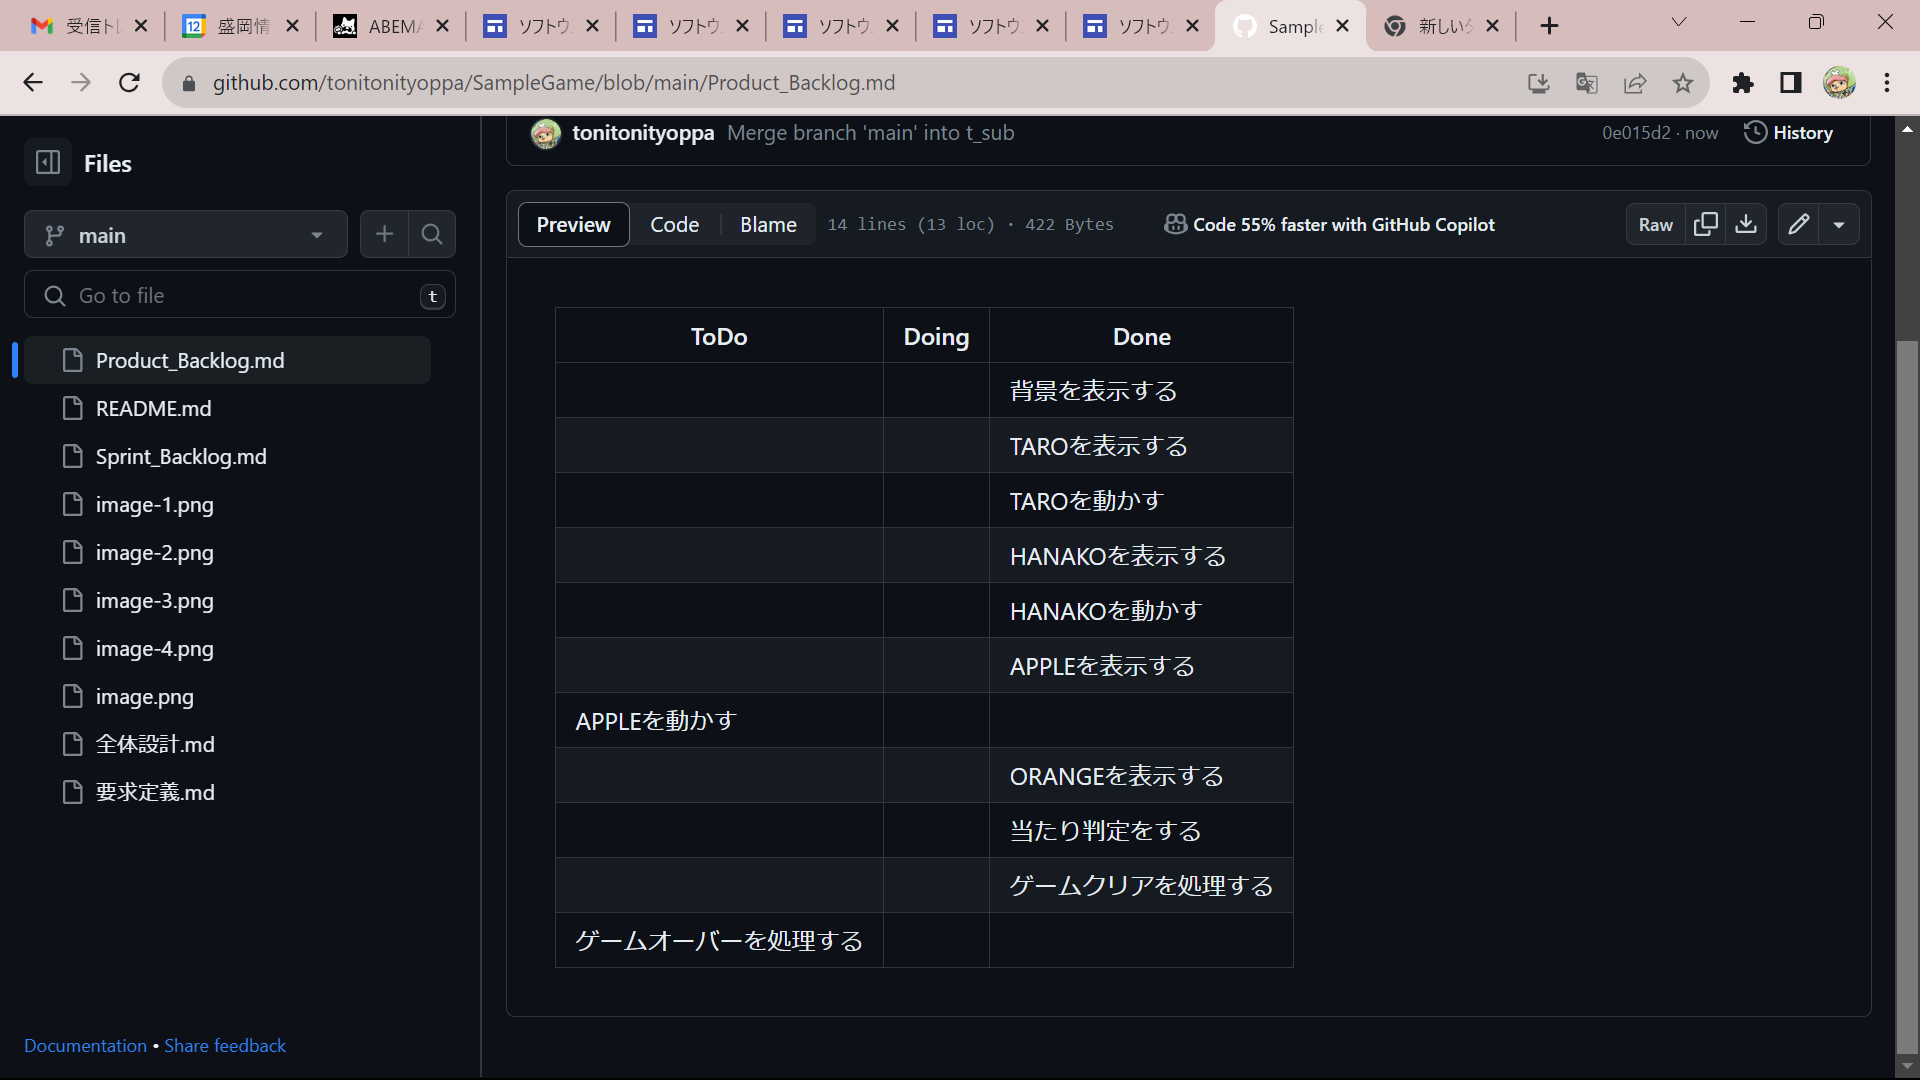 受信ト
盛岡情
ABEMA
ソフトウ
ソフトウ
ソフトウ
ソフトウ
ソフトウ
Sample
新しい
github.com/tonitonityoppa/SampleGame/blob/main/Product_Backlog.md
Files
main
Go to file
t
Product_Backlog.md
README.md
Sprint_Backlog.md
image-1.png
image-2.png
image-3.png
image-4.png
image.png
全体設計.md
要求定義.md
Documentation • Share feedback
tonitonityoppa Merge branch 'main' into t_sub
0e015d2 · now
History
Preview
Code
Blame
14 lines (13 loc) · 422 Bytes
Code 55% faster with GitHub Copilot
Raw
ToDo Doing Done
背景を表示する
TAROを表示する
TAROを動かす
HANAKOを表示する
HANAKOを動かす
APPLEを表示する
APPLEを動かす
ORANGEを表示する
当たり判定をする
ゲームクリアを処理する
ゲームオーバーを処理する